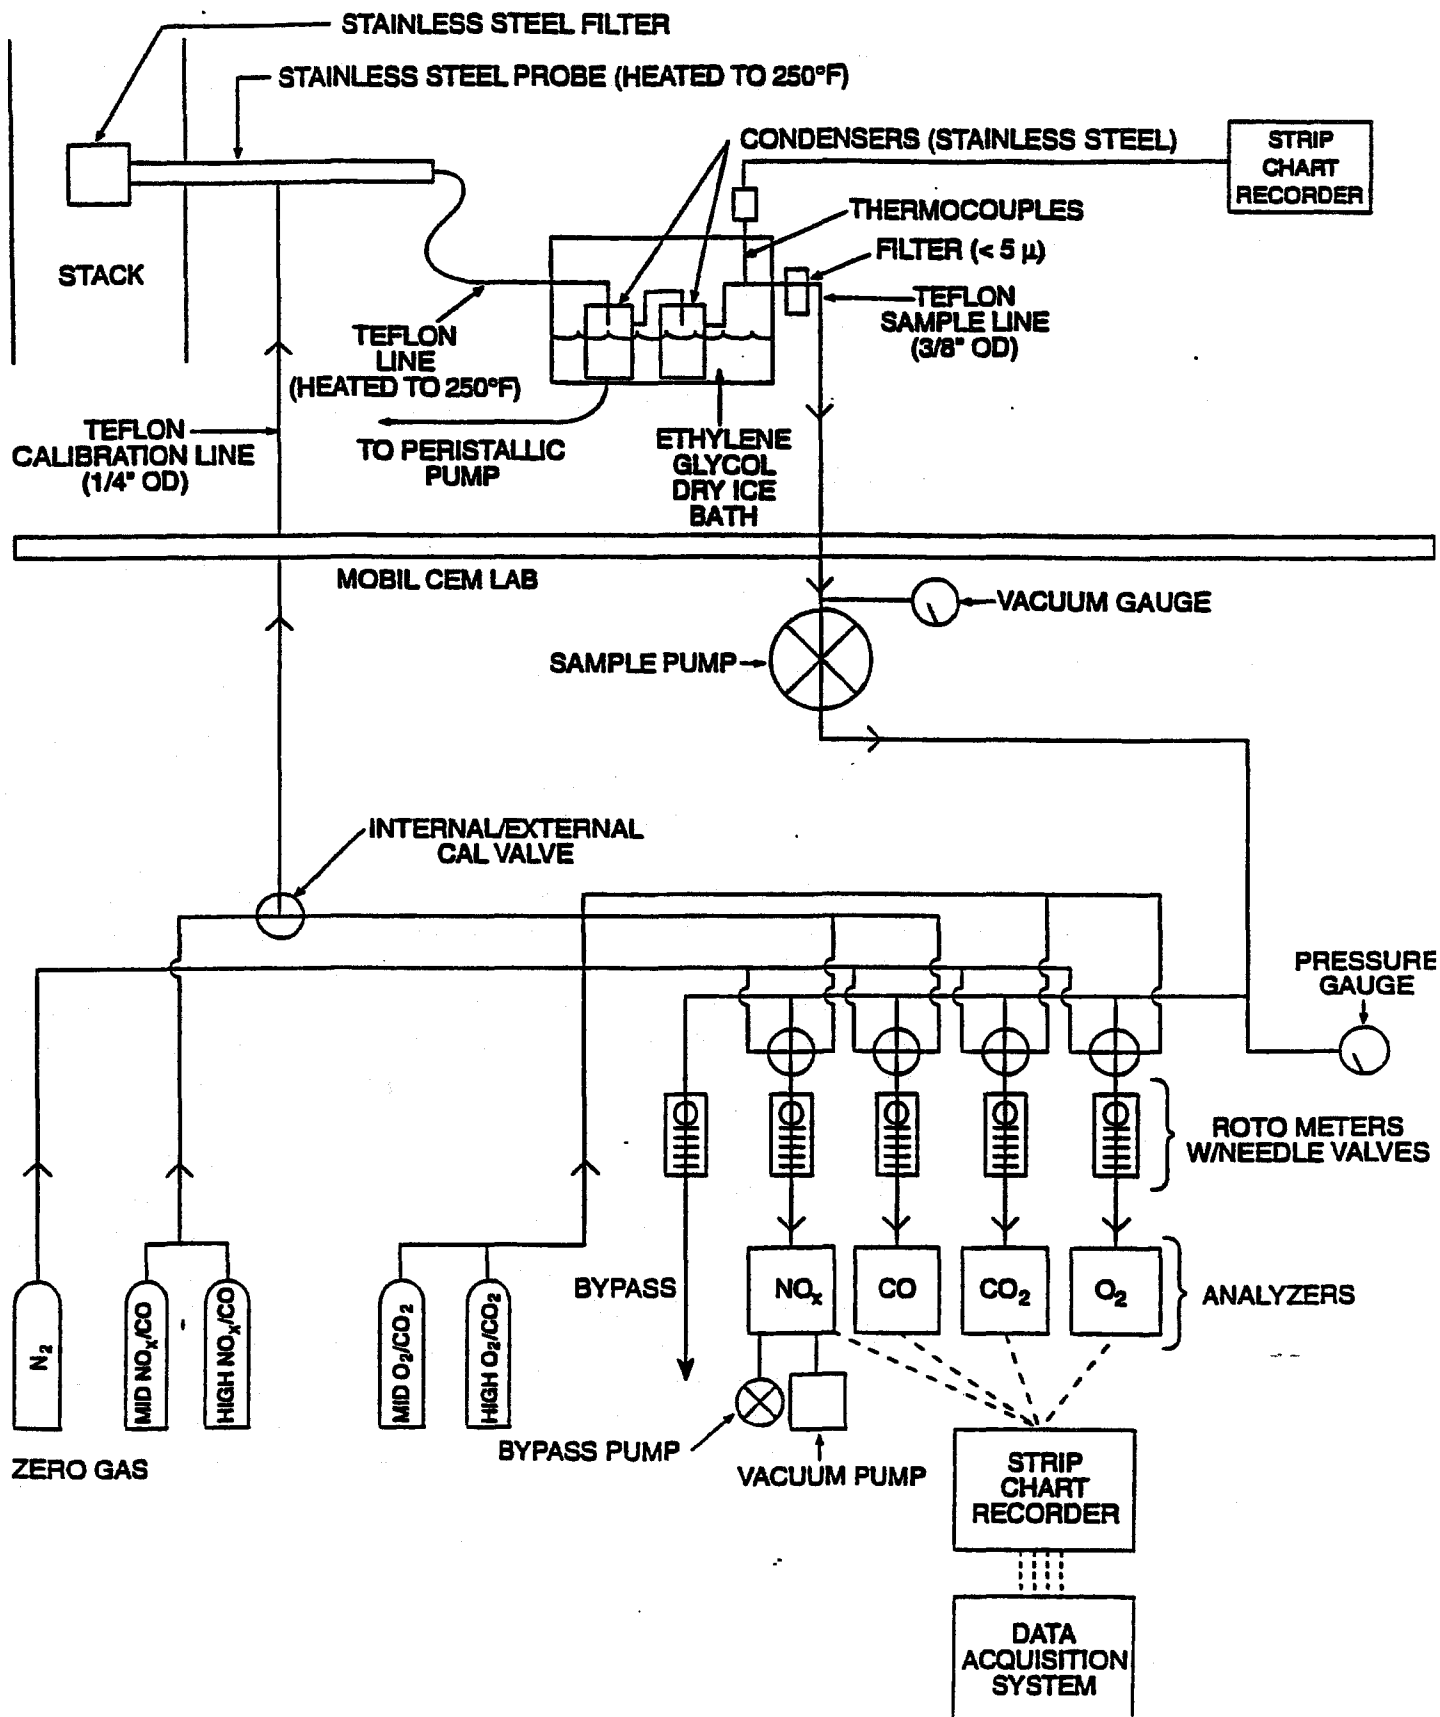 STAINLESS STEEL FILTER
STAINLESS STEEL PROBE (HEATED TO 250°F)
CONDENSERS (STAINLESS STEEL)
STRIP
CHART
RECORDER
THERMOCOUPLES
FILTER (< 5 μ)
STACK
TEFLON
SAMPLE LINE
(3/8" OD)
TEFLON
LINE
(HEATED TO 250°F)
TEFLON
CALIBRATION LINE
(1/4" OD)
TO PERISTALLIC
PUMP
ETHYLENE
GLYCOL
DRY ICE
BATH
MOBIL CEM LAB
VACUUM GAUGE
SAMPLE PUMP
INTERNAL/EXTERNAL
CAL VALVE
PRESSURE
GAUGE
ROTO METERS
W/NEEDLE VALVES
BYPASS
NOx
CO
CO2
O2
ANALYZERS
N2
MID NOx/CO
HIGH NOx/CO
MID O2/CO2
HIGH O2/CO2
ZERO GAS
BYPASS PUMP
VACUUM PUMP
STRIP
CHART
RECORDER
DATA
ACQUISITION
SYSTEM